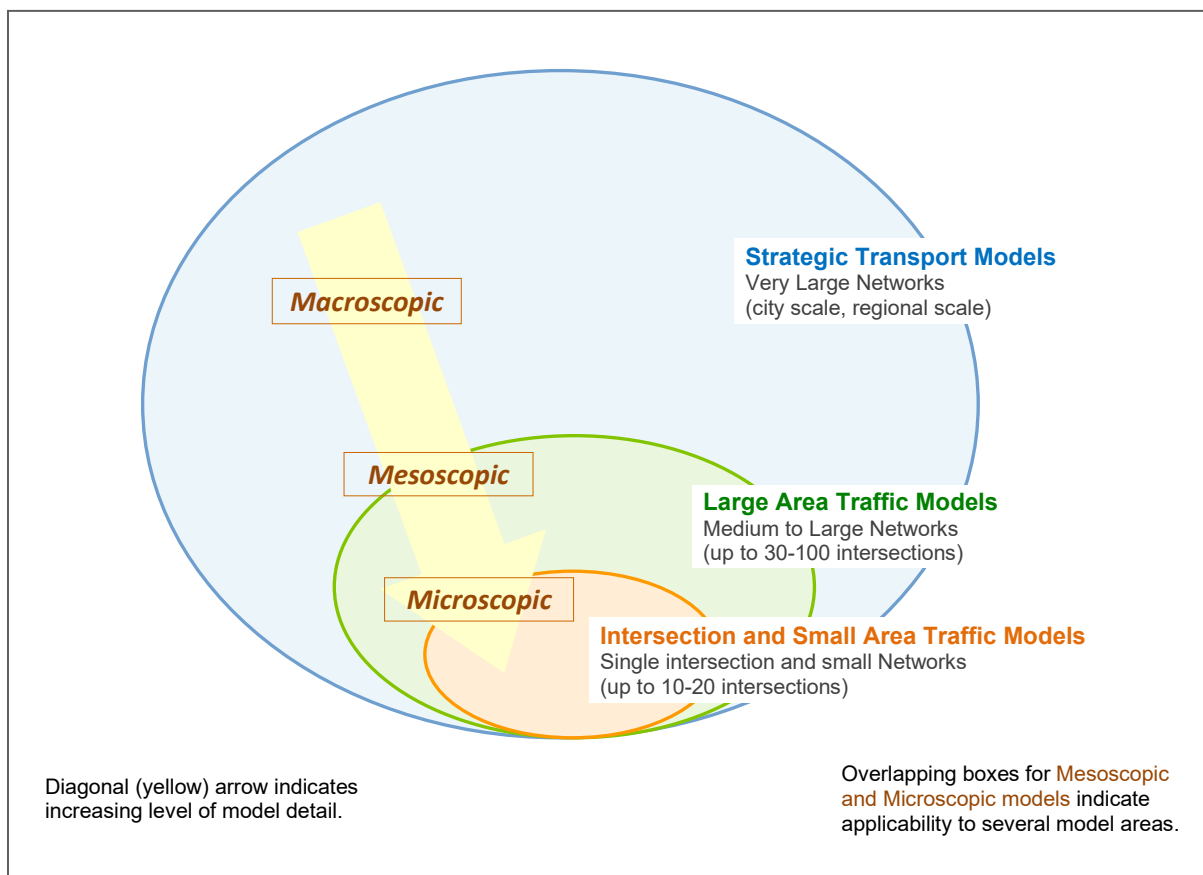 Strategic Transport Models
Very Large Networks
(city scale, regional scale)
Macroscopic
Mesoscopic
Large Area Traffic Models
Medium to Large Networks
(up to 30-100 intersections)
Microscopic
Intersection and Small Area Traffic Models
Single intersection and small Networks
(up to 10-20 intersections)
Diagonal (yellow) arrow indicates
increasing level of model detail.
Overlapping boxes for Mesoscopic
and Microscopic models indicate
applicability to several model areas.